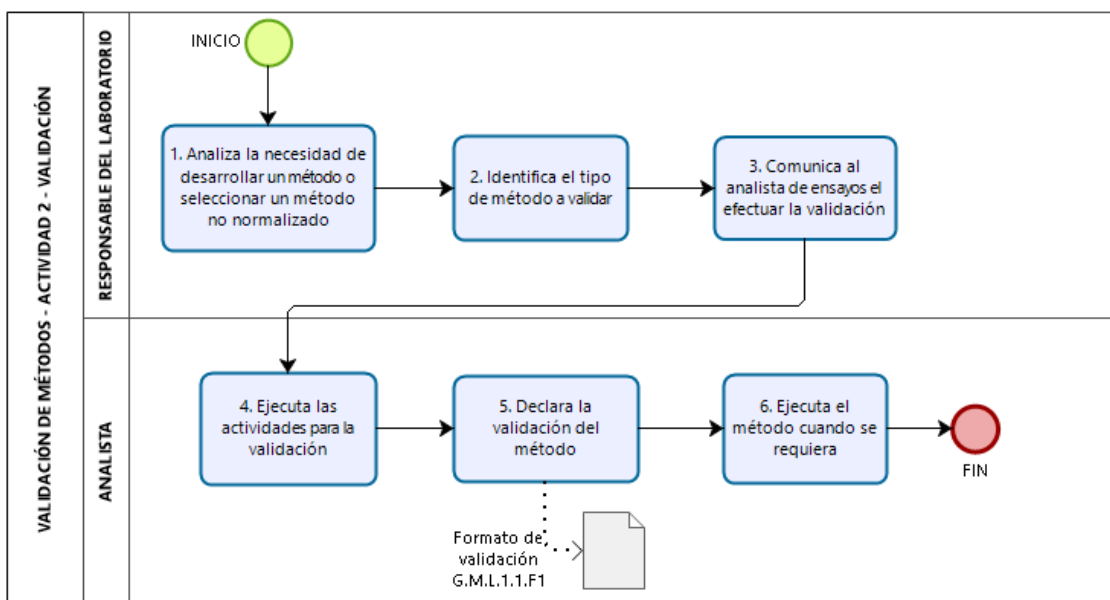 VALIDACIÓN DE MÉTODOS - ACTIVIDAD 2 - VALIDACIÓN
RESPONSABLE DEL LABORATORIO
INICIO
1. Analiza la necesidad de
desarrollar un método o
seleccionar un método
no normalizado
2. Identifica el tipo
de método a validar
3. Comunica al
analista de ensayos el
efectuar la validación
ANALISTA
4. Ejecuta las
actividades para la
validación
5. Declara la
validación del
método
6. Ejecuta el
método cuando se
requiera
FIN
Formato de
validación
G.M.L.1.1.F1